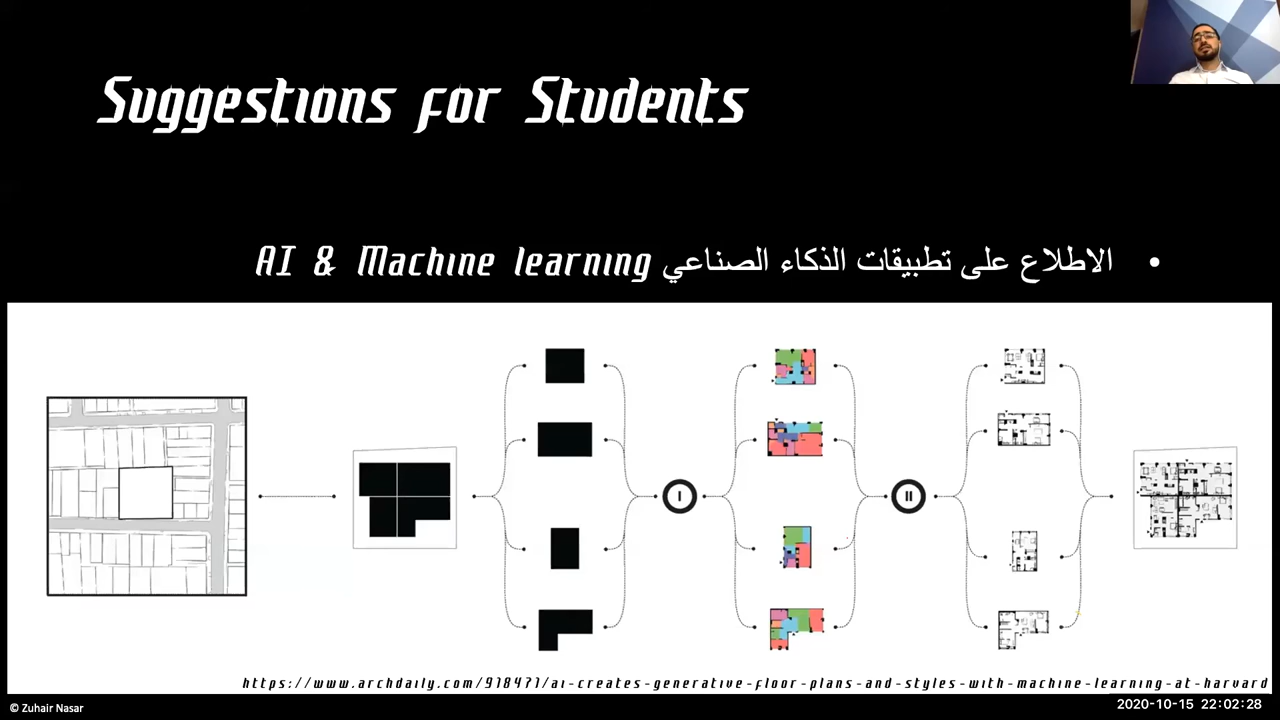 Suggestions for Students
• الاطلاع على تطبيقات الذكاء الصناعي AI & Machine learning
I
II
https://www.archdaily.com/918471/ai-creates-generative-floor-plans-and-styles-with-machine-learning-at-harvard
© Zuhair Nasar
2020-10-15 22:02:28